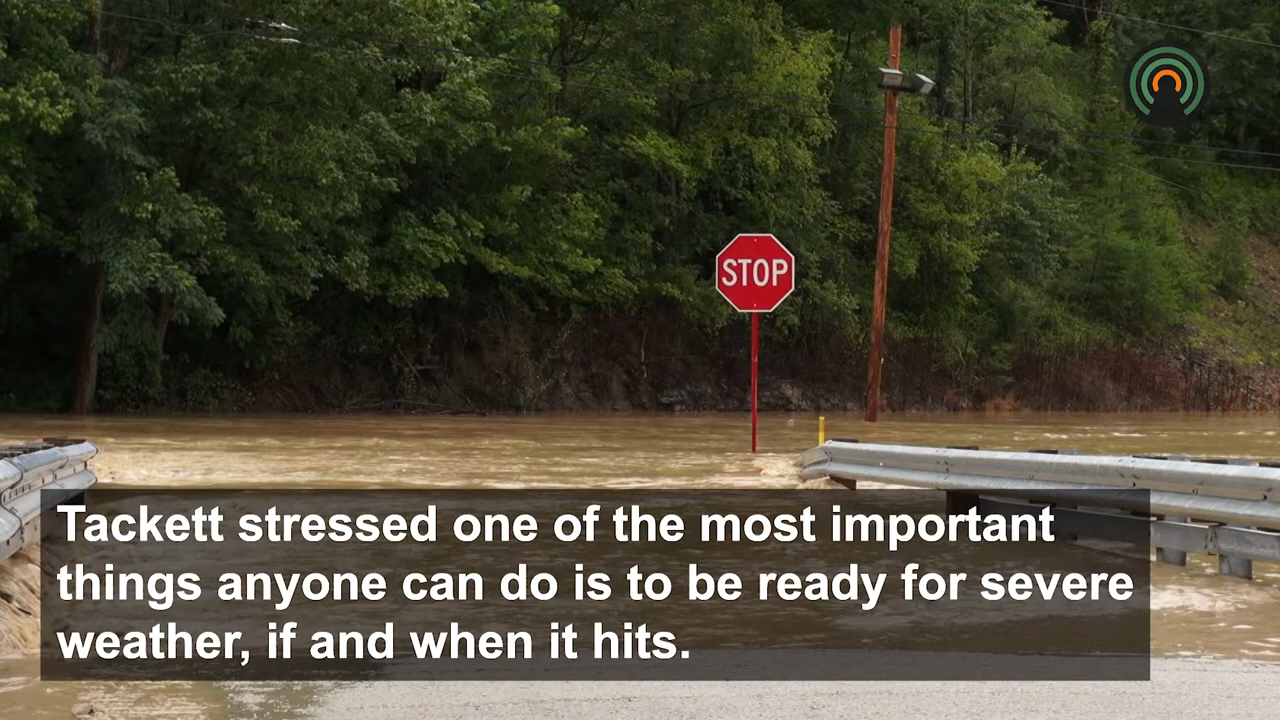 STOP
Tackett stressed one of the most important
things anyone can do is to be ready for severe
weather, if and when it hits.